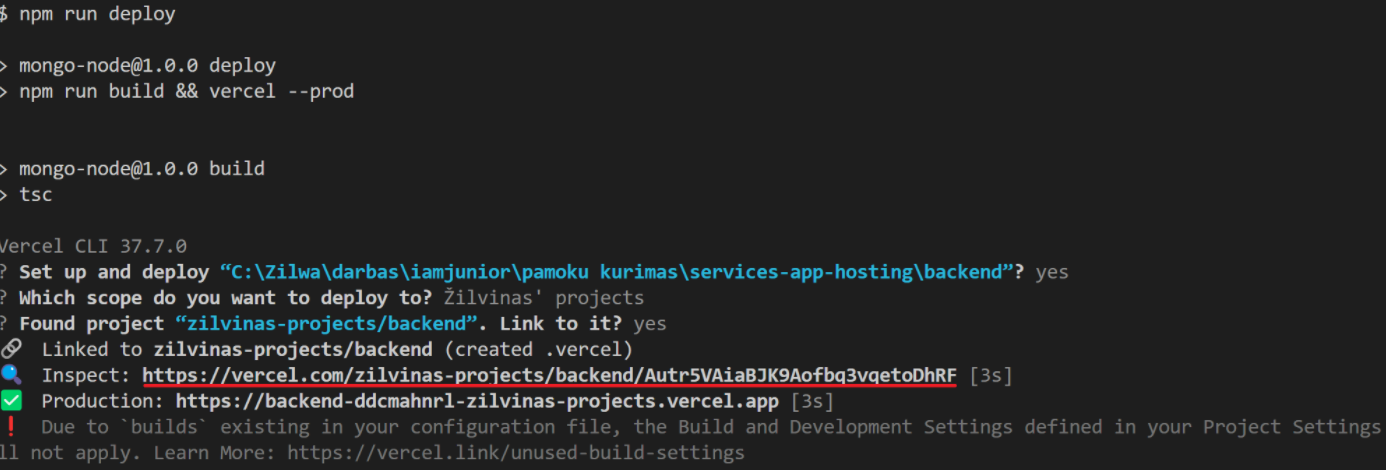 $ npm run deploy
> mongo-node@1.0.0 deploy
> npm run build && vercel --prod
> mongo-node@1.0.0 build
> tsc
Vercel CLI 37.7.0
? Set up and deploy “C:\Zilwa\darbas\iamjunior\pamoku kurimas\services-app-hosting\backend”? yes
? Which scope do you want to deploy to? Žilvinas' projects
? Found project “zilvinas-projects/backend”. Link to it? yes
Linked to zilvinas-projects/backend (created .vercel)
Inspect: https://vercel.com/zilvinas-projects/backend/Autr5VAiaBJK9Aofbq3vqetoDhRF [3s]
Production: https://backend-ddcmahnrl-zilvinas-projects.vercel.app [3s]
! Due to `builds` existing in your configuration file, the Build and Development Settings defined in your Project Settings
ll not apply. Learn More: https://vercel.link/unused-build-settings